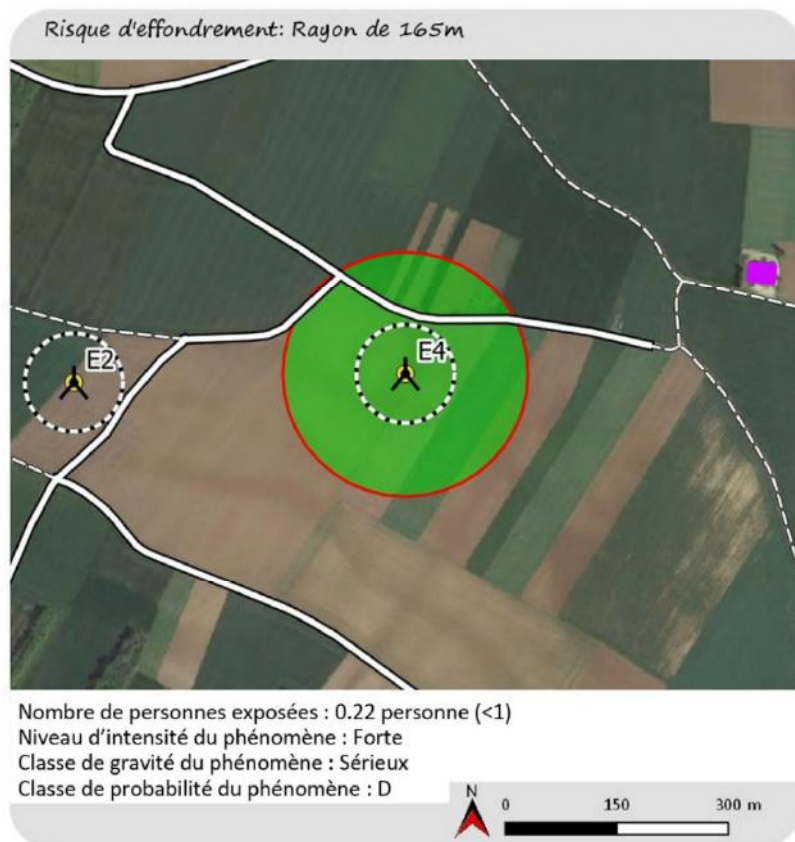 Risque d'effondrement: Rayon de 165m
E2
E4
Nombre de personnes exposées : 0.22 personne (<1)
Niveau d’intensité du phénomène : Forte
Classe de gravité du phénomène : Sérieux
Classe de probabilité du phénomène : D
N
0 150 300 m